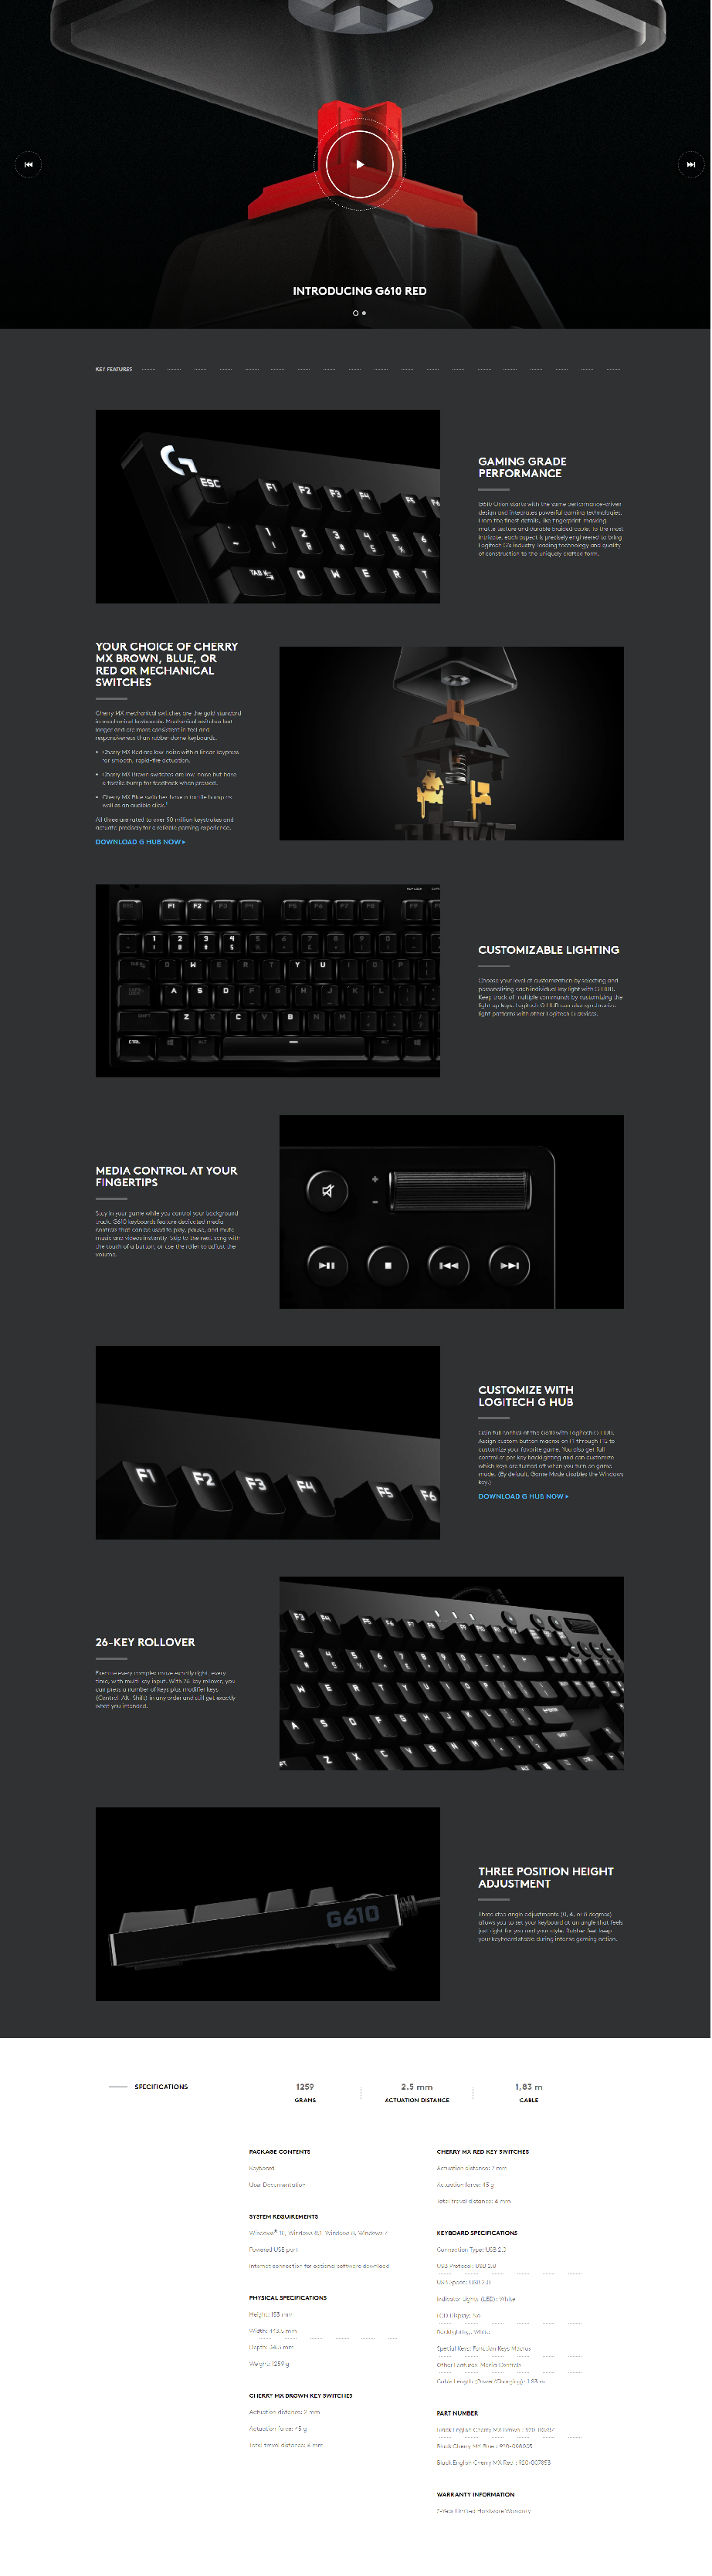 INTRODUCING G610 RED
KEY FEATURES
ESC F1 F2 F3 F4
TAB Q W E R T
GAMING GRADE
PERFORMANCE
G610 Orion starts with the same performance-driven
design and integrates powerful gaming technologies.
From the finest details, like fingerprint-masking
matte texture and durable braided cable. To the most
intricate, each aspect is precisely engineered to bring
Logitech G's industry leading technology and quality
of construction to the uniquely crafted form.
YOUR CHOICE OF CHERRY
MX BROWN, BLUE, OR
RED OR MECHANICAL
SWITCHES
Cherry MX mechanical switches are the gold standard
in mechanical keyboards. Mechanical switches last
longer and are more consistent in feel and
responsiveness than rubber dome keyboards.
• Cherry MX Red are low noise with a linear keypress
for smooth, rapid-fire actuation.
• Cherry MX Brown switches are low noise but have
a tactile bump for feedback when pressed.
• Cherry MX Blue switches have a tactile bump as
well as an audible click.
All three are rated to over 50 million keystrokes and
actuate precisely for a reliable gaming experience.
DOWNLOAD G HUB NOW
CUSTOMIZABLE LIGHTING
Choose your level of customization by selecting and
personalizing each individual key light with G HUB.
Keep track of multiple commands by customizing the
light up keys. Logitech G HUB can also synchronize
light patterns with other Logitech G devices.
MEDIA CONTROL AT YOUR
FINGERTIPS
Stay in your game while you control your background
track. G610 keyboards feature dedicated media
controls that can be used to play, pause, and mute
music and videos instantly. Skip to the next song with
the touch of a button, or use the roller to adjust the
volume.
F1 F2 F3 F4 F5 F6
CUSTOMIZE WITH
LOGITECH G HUB
Gain full control of the G610 with Logitech G HUB.
Assign custom button macros on F1 through F12 to
customize your favorite game. You also get full
control of per key backlighting and can customize
which keys are turned off when you turn on game
mode. (By default, Game Mode disables the Windows
key.)
DOWNLOAD G HUB NOW
26-KEY ROLLOVER
Execute every complex move exactly right, every
time, with multi-key input. With 26-key rollover, you
can press a number of keys plus modifier keys
(Control, Alt, Shift) in any order and still get exactly
what you intended.
G610
THREE POSITION HEIGHT
ADJUSTMENT
Three step angle adjustments (0, 4, or 8 degrees)
allows you to set your keyboard at an angle that feels
just right for you and your style. Rubber feet keep
your keyboard stable during intense gaming action.
SPECIFICATIONS
1259
GRAMS
2.5 mm
ACTUATION DISTANCE
1,83 m
CABLE
PACKAGE CONTENTS
Keyboard
User Documentation
SYSTEM REQUIREMENTS
Windows® 10, Windows 8.1, Windows 8, Windows 7
Powered USB port
Internet connection for optional software download
PHYSICAL SPECIFICATIONS
Height: 153 mm
Width: 443.5 mm
Depth: 34.3 mm
Weight: 1259 g
CHERRY MX BROWN KEY SWITCHES
Actuation distance: 2 mm
Actuation force: 45 g
Total travel distance: 4 mm
CHERRY MX RED KEY SWITCHES
Actuation distance: 2 mm
Actuation force: 45 g
Total travel distance: 4 mm
KEYBOARD SPECIFICATIONS
Connection Type: USB 2.0
USB Protocol: USB 2.0
USB Speed: USB 2.0
Indicator Lights (LED): White
LCD Display: No
Backlighting: White
Special Keys: Function Keys Macros
Other Features: Media Controls
Cable Length (Power/Charging): 1.83 m
PART NUMBER
Black English Cherry MX Brown :
Black Cherry MX Blue :
Black English Cherry MX Red : 920-007853
WARRANTY INFORMATION
2-Year Limited Hardware Warranty